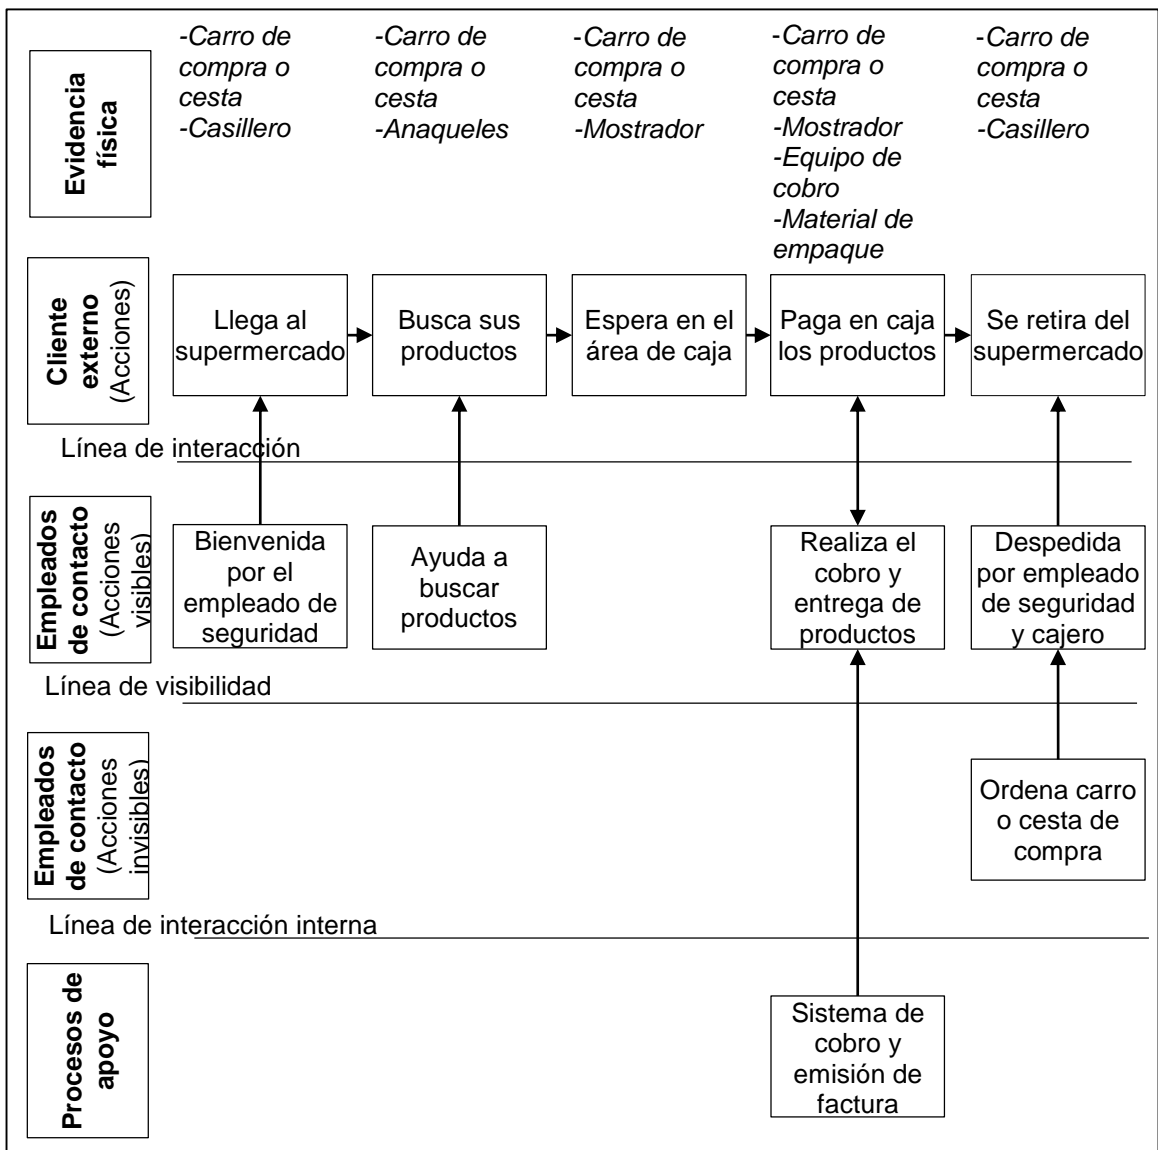 Evidencia
física
-Carro de
compra o
cesta
-Casillero
-Carro de
compra o
cesta
-Anaqueles
-Carro de
compra o
cesta
-Mostrador
-Carro de
compra o
cesta
-Mostrador
-Equipo de
cobro
-Material de
empaque
-Carro de
compra o
cesta
-Casillero
Cliente
externo
(Acciones)
Llega al
supermercado
Busca sus
productos
Espera en el
área de caja
Paga en caja
los productos
Se retira del
supermercado
Línea de interacción
Empleados
de contacto
(Acciones
visibles)
Bienvenida
por el
empleado de
seguridad
Ayuda a
buscar
productos
Realiza el
cobro y
entrega de
productos
Despedida
por empleado
de seguridad
y cajero
Línea de visibilidad
Empleados
de contacto
(Acciones
invisibles)
Ordena carro
o cesta de
compra
Línea de interacción interna
Procesos de
apoyo
Sistema de
cobro y
emisión de
factura